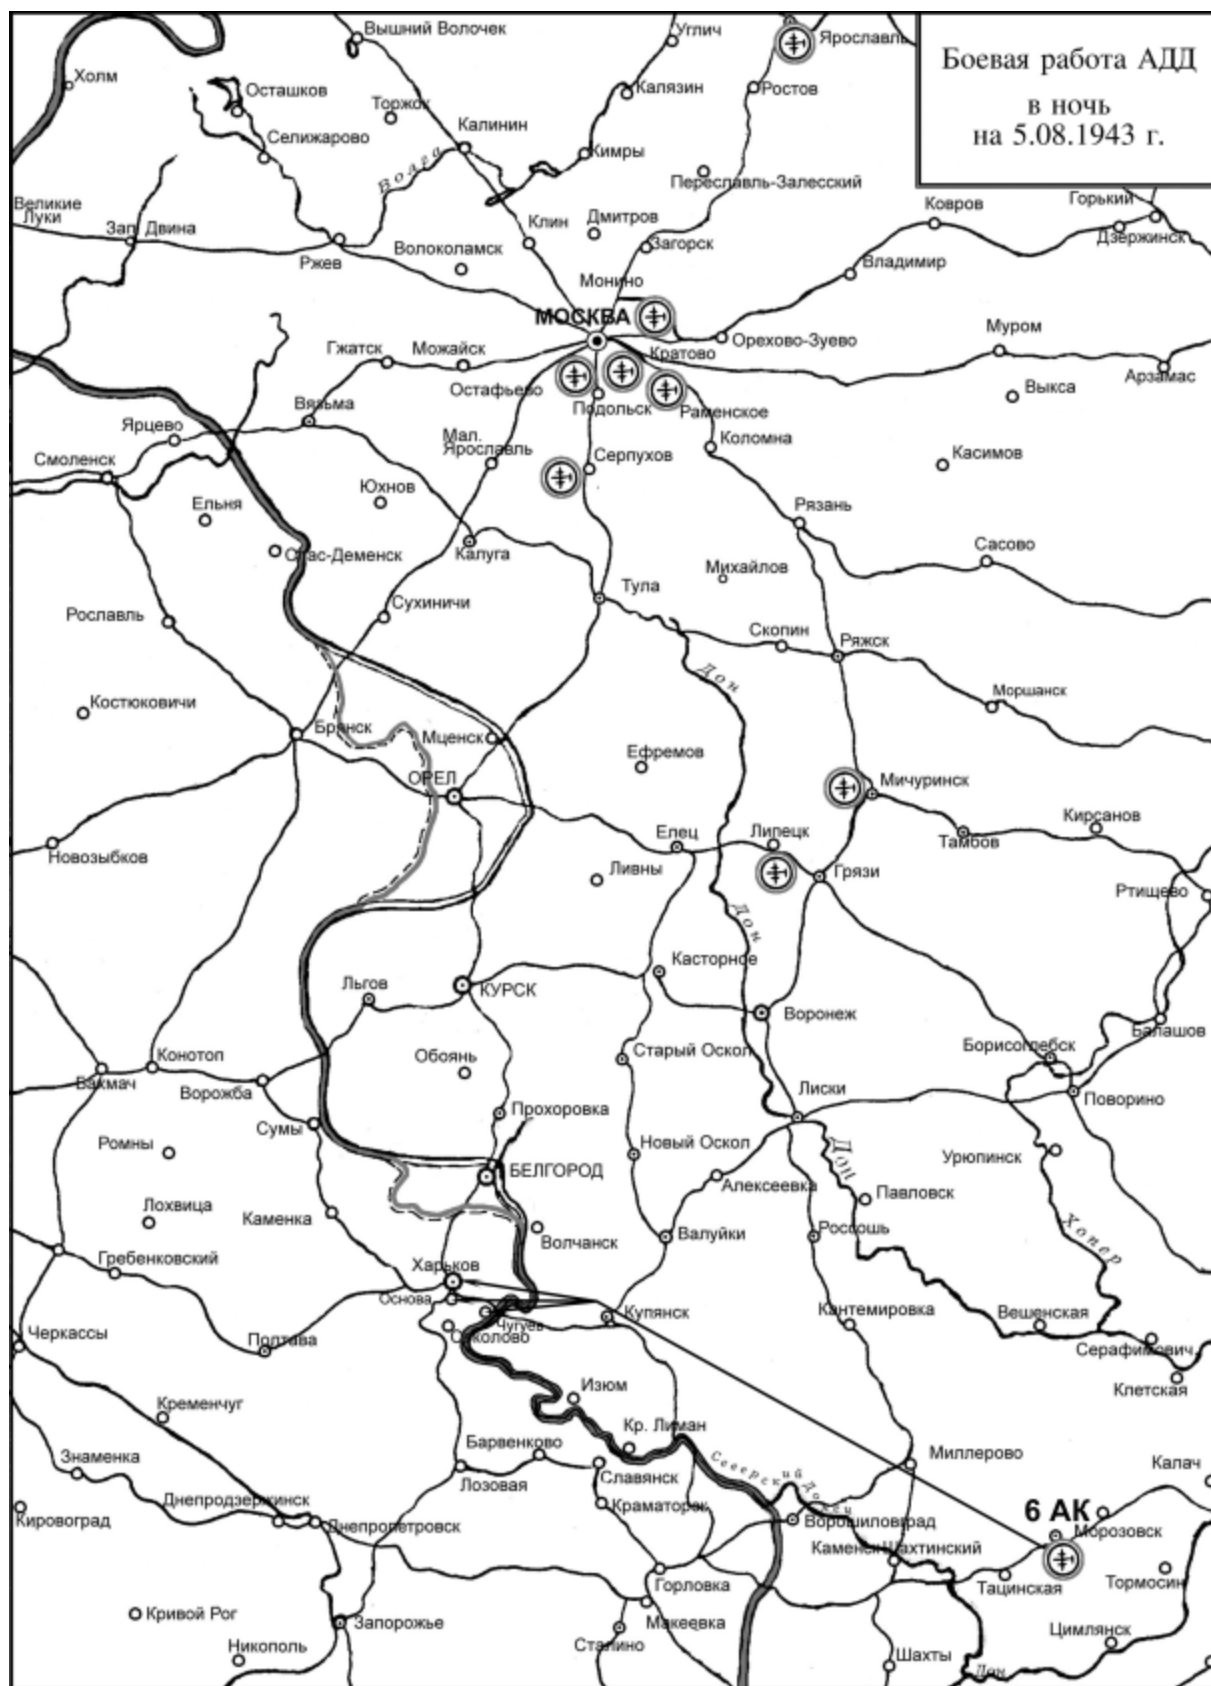 Боевая работа АДД
в ночь
на 5.08.1943 г.
Вышний Волочек
Углич
Ярославль
Холм
Осташков
Торжок
Калязин
Ростов
Селижарово
Калинин
Кимры
Волга
Переславль-Залесский
Великие
Луки
Зап. Двина
Ржев
Волоколамск
Клин
Дмитров
Загорск
Ковров
Горький
Дзержинск
Владимир
Монино
МОСКВА
Орехово-Зуево
Муром
Гжатск
Можайск
Кратово
Остафьево
Подольск
Раменское
Выкса
Арзамас
Вязьма
Ярцево
Мал.
Ярославль
Коломна
Смоленск
Серпухов
Касимов
Юхнов
Ельня
Рязань
Спас-Деменск
Калуга
Сасово
Михайлов
Тула
Сухиничи
Рославль
Скопин
Ряжск
Дон
Костюковичи
Моршанск
Брянск
Мценск
Ефремов
ОРЕЛ
Мичуринск
Кирсанов
Елец
Липецк
Тамбов
Новозыбков
Ливны
Грязи
Ртищево
Дон
Касторное
Льгов
КУРСК
Воронеж
Балашов
Борисоглебск
Конотоп
Обоянь
Старый Оскол
Бахмач
Ворожба
Лиски
Поворино
Прохоровка
Сумы
Ромны
Новый Оскол
Дон
Урюпинск
БЕЛГОРОД
Алексеевка
Павловск
Лохвица
Каменка
Хопер
Волчанск
Валуйки
Россошь
Гребенковский
Харьков
Основа
Чугуев
Купянск
Кантемировка
Вешенская
Черкассы
Полтава
Соколово
Серафимович
Клетская
Изюм
Кременчуг
Кр. Лиман
Барвенково
Миллерово
Знаменка
Славянск
Северский Донец
Калач
Лозовая
Днепродзержинск
Краматорск
6 АК
Кировоград
Днепропетровск
Ворошиловград
Морозовск
Каменск-Шахтинский
Горловка
Тацинская
Тормосин
Кривой Рог
Запорожье
Макеевка
Никополь
Сталино
Цимлянск
Шахты
Дон